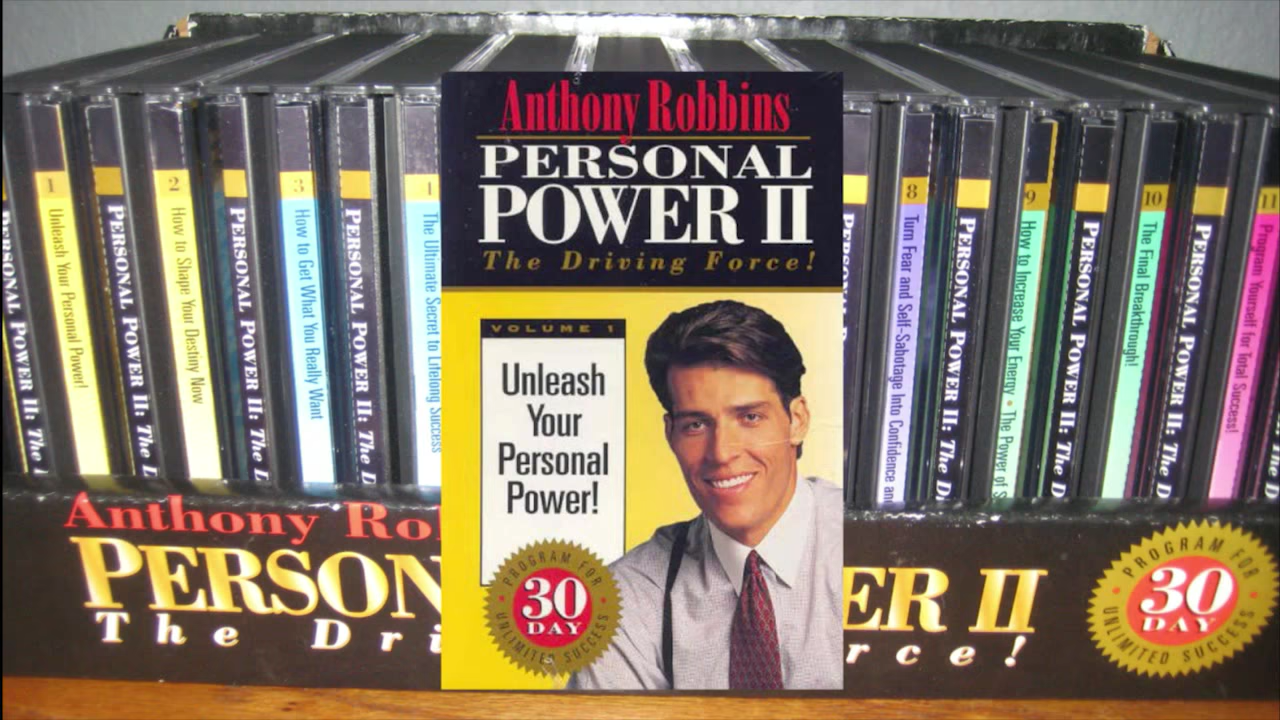 Anthony Robbins
PERSONAL
POWER II
The Driving Force!
VOLUME 1
Unleash
Your
Personal
Power!
PROGRAM FOR
30
DAY
UNLIMITED SUCCESS
PERSONAL POWER II: The
1
Unleash Your Personal Power!
PERSONAL POWER II: The D
2
How to Shape Your Destiny Now
PERSONAL POWER II: The D
3
How to Get What You Really Want
PERSONAL POWER II: The D
The Ultimate Secret to Lifelong Success
PERSONAL
8
Turn Fear and Self-Sabotage Into Confidence and
PERSONAL POWER II: The D
9
How to Increase Your Energy • The Power of S
PERSONAL POWER II: The D
10
The Final Breakthrough!
PERSONAL POWER II: The D
11
Program Yourself for Total Success!
Anthony Ro
PERSON
ER II
The Dri
rce!
PROGRAM FOR
30
DAY
UNLIMITED SUCCESS